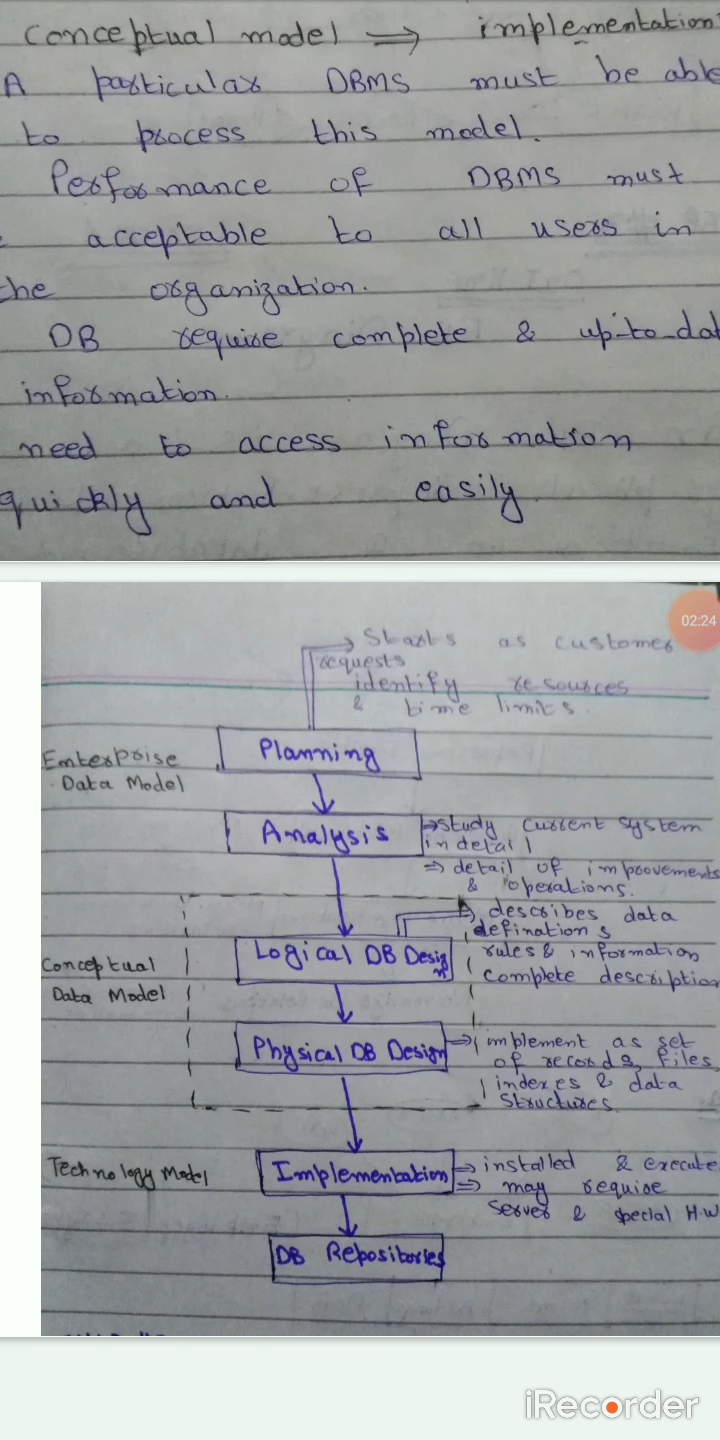 conceptual model ⇒ implementation
A particular DBMS must be able
to process this model.
Performance of DBMS must
acceptable to all users in
the organization.
DB require complete & up-to-dat
information.
need to access information
quickly and easily.
02:24
→ Starts as customer
requests
identify resources
& time limits.
Enterprise
Data Model
Planning
Analysis
⇒ study current system
in detail
⇒ detail of improvements
& operations.
Conceptual
Data Model
Logical DB Design
⇒ describes data
definations
rules & information
complete description
Physical DB Design
⇒ implement as set
of records, files,
indexes & data
structures.
Technology Model
Implementation
⇒ installed & execute
⇒ may require
server & special H.W
DB Repositories
iRecorder